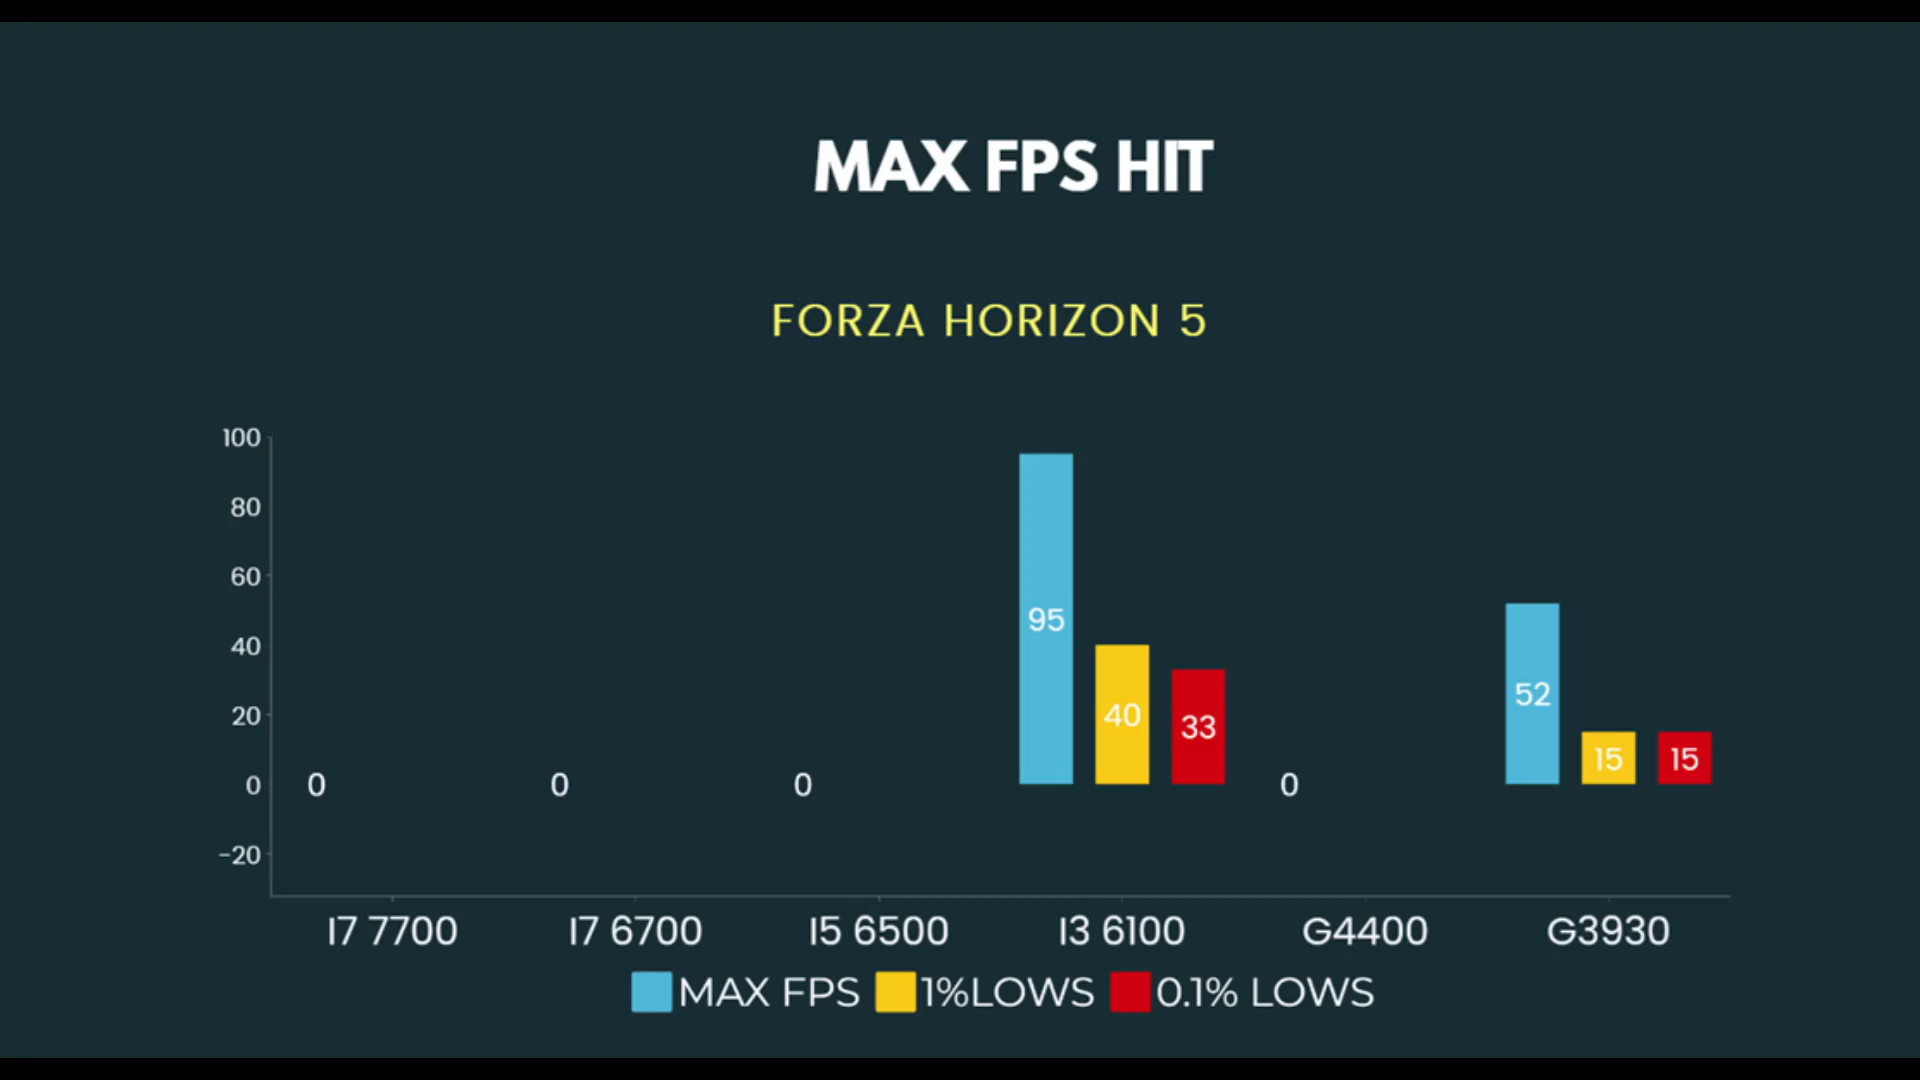 MAX FPS HIT
FORZA HORIZON 5
100
80
60
40
20
0
-20
0
0
0
95
40
33
0
52
15
15
I7 7700
I7 6700
I5 6500
I3 6100
G4400
G3930
MAX FPS
1%LOWS
0.1% LOWS